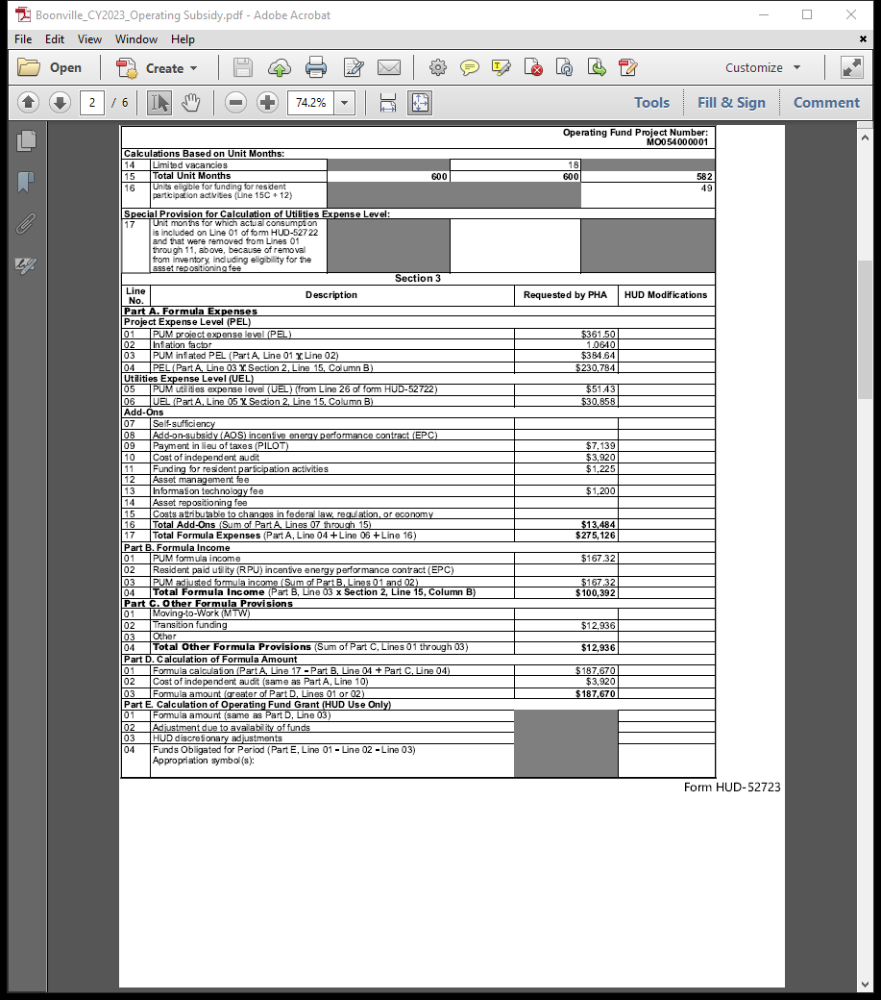 Boonville_CY2023_Operating Subsidy.pdf - Adobe Acrobat
File Edit View Window Help
Open Create Customize
2 / 6 74.2% Tools Fill & Sign Comment
Operating Fund Project Number:
MO054000001
Calculations Based on Unit Months:
14 Limited vacancies 18
15 Total Unit Months 600 600 582
16 Units eligible for funding for resident 49
participation activities (Line 15C ÷ 12)
Special Provision for Calculation of Utilities Expense Level:
17 Unit months for which actual consumption
is included on Line 01 of form HUD-52722
and that were removed from Lines 01
through 11, above, because of removal
from inventory, including eligibility for the
asset repositioning fee
Section 3
Line
No. Description Requested by PHA HUD Modifications
Part A. Formula Expenses
Project Expense Level (PEL)
01 PUM project expense level (PEL) $361.50
02 Inflation factor 1.0640
03 PUM inflated PEL (Part A, Line 01 X Line 02) $384.64
04 PEL (Part A, Line 03 X Section 2, Line 15, Column B) $230,784
Utilities Expense Level (UEL)
05 PUM utilities expense level (UEL) (from Line 26 of form HUD-52722) $51.43
06 UEL (Part A, Line 05 X Section 2, Line 15, Column B) $30,858
Add-Ons
07 Self-sufficiency
08 Add-on-subsidy (AOS) incentive energy performance contract (EPC)
09 Payment in lieu of taxes (PILOT) $7,139
10 Cost of independent audit $3,920
11 Funding for resident participation activities $1,225
12 Asset management fee
13 Information technology fee $1,200
14 Asset repositioning fee
15 Costs attributable to changes in federal law, regulation, or economy
16 Total Add-Ons (Sum of Part A, Lines 07 through 15) $13,484
17 Total Formula Expenses (Part A, Line 04 + Line 06 + Line 16) $275,126
Part B. Formula Income
01 PUM formula income $167.32
02 Resident paid utility (RPU) incentive energy performance contract (EPC)
03 PUM adjusted formula income (Sum of Part B, Lines 01 and 02) $167.32
04 Total Formula Income (Part B, Line 03 x Section 2, Line 15, Column B) $100,392
Part C. Other Formula Provisions
01 Moving-to-Work (MTW)
02 Transition funding $12,936
03 Other
04 Total Other Formula Provisions (Sum of Part C, Lines 01 through 03) $12,936
Part D. Calculation of Formula Amount
01 Formula calculation (Part A, Line 17 - Part B, Line 04 + Part C, Line 04) $187,670
02 Cost of independent audit (same as Part A, Line 10) $3,920
03 Formula amount (greater of Part D, Lines 01 or 02) $187,670
Part E. Calculation of Operating Fund Grant (HUD Use Only)
01 Formula amount (same as Part D, Line 03)
02 Adjustment due to availability of funds
03 HUD discretionary adjustments
04 Funds Obligated for Period (Part E, Line 01 - Line 02 - Line 03)
Appropriation symbol(s):
Form HUD-52723